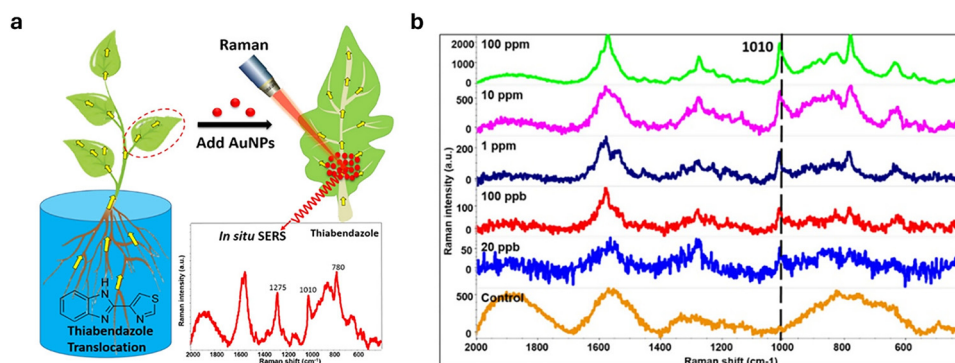 a
Raman
Add AuNPs
In situ SERS
Thiabendazole
Raman intensity (a.u.)
1275
1010
780
2000 1800 1600 1400 1200 1000 800 600
Raman shift (cm-1)
H
N
S
N
N
Thiabendazole
Translocation
b
Raman intensity (a.u.)
2000
1000
0
100 ppm
1010
500
0
10 ppm
200
0
1 ppm
100
0
100 ppb
50
0
20 ppb
500
0
Control
2000 1800 1600 1400 1200 1000 800 600
Raman shift (cm-1)